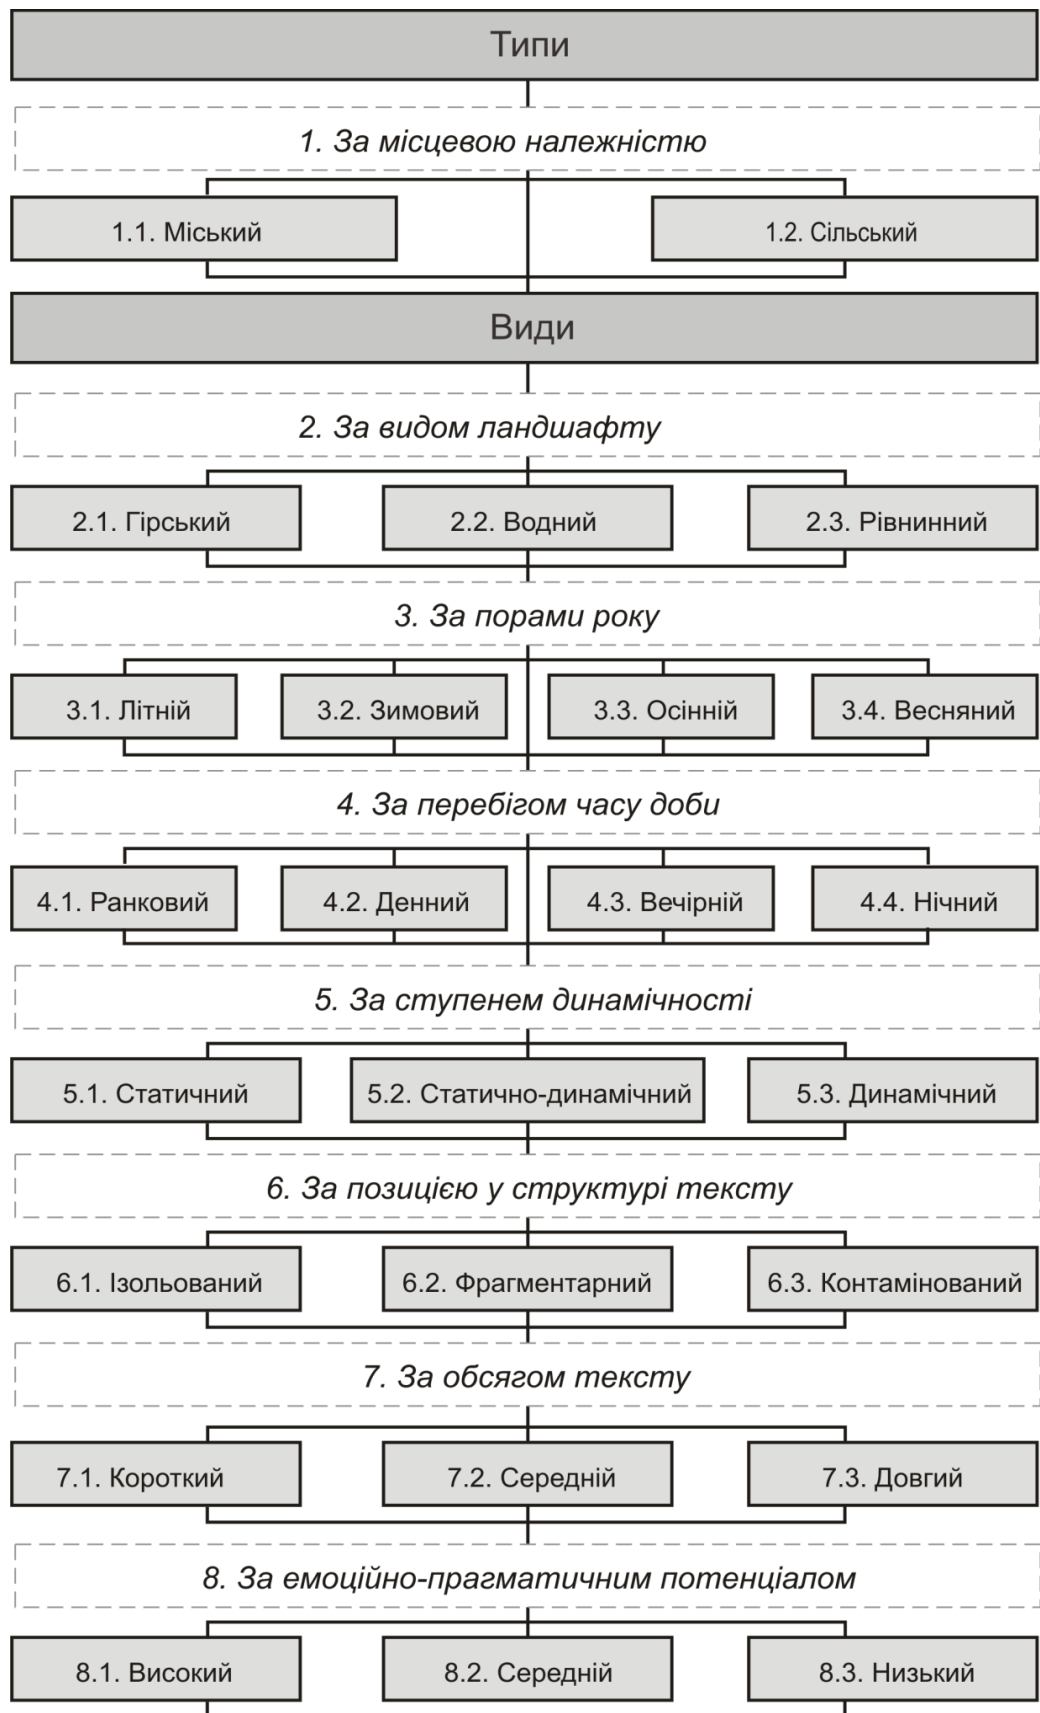 Типи
1. За місцевою належністю
1.1. Міський
1.2. Сільський
Види
2. За видом ландшафту
2.1. Гірський
2.2. Водний
2.3. Рівнинний
3. За порами року
3.1. Літній
3.2. Зимовий
3.3. Осінній
3.4. Весняний
4. За перебігом часу доби
4.1. Ранковий
4.2. Денний
4.3. Вечірній
4.4. Нічний
5. За ступенем динамічності
5.1. Статичний
5.2. Статично-динамічний
5.3. Динамічний
6. За позицією у структурі тексту
6.1. Ізольований
6.2. Фрагментарний
6.3. Контамінований
7. За обсягом тексту
7.1. Короткий
7.2. Середній
7.3. Довгий
8. За емоційно-прагматичним потенціалом
8.1. Високий
8.2. Середній
8.3. Низький